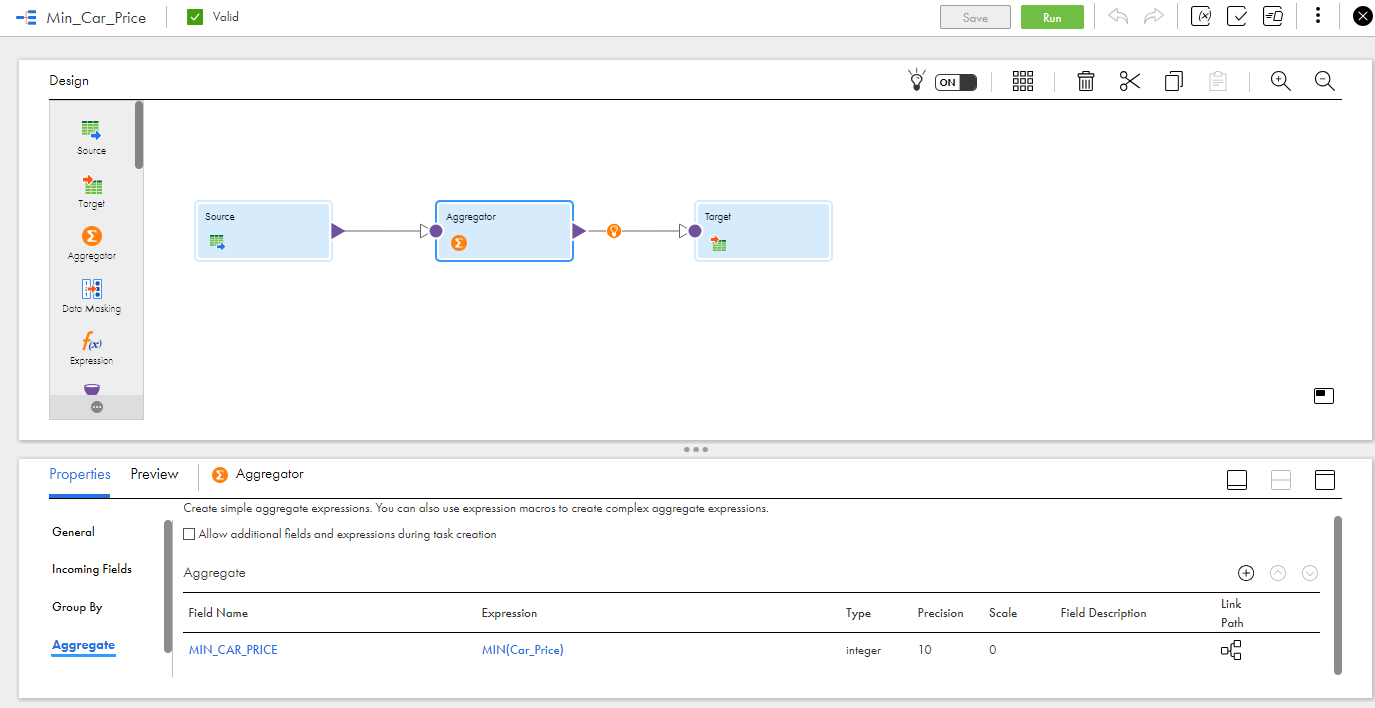 Min_Car_Price Valid Save Run
Design ON
Source
Target
Aggregator
Data Masking
Expression
Source Aggregator Target
Properties Preview Aggregator
Create simple aggregate expressions. You can also use expression macros to create complex aggregate expressions.
General
Allow additional fields and expressions during task creation
Incoming Fields
Aggregate
Group By
Field Name Expression Type Precision Scale Field Description Link Path
Aggregate
MIN_CAR_PRICE MIN(Car_Price) integer 10 0